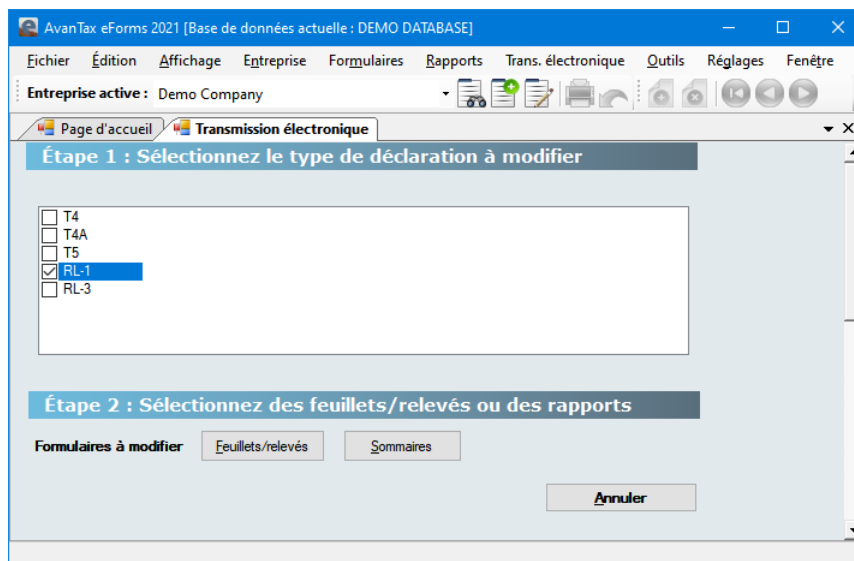 AvanTax eForms 2021 [Base de données actuelle : DEMO DATABASE]
Fichier Édition Affichage Entreprise Formulaires Rapports Trans. électronique Outils Réglages Fenêtre
Entreprise active : Demo Company
Page d'accueil Transmission électronique
Étape 1 : Sélectionnez le type de déclaration à modifier
T4
T4A
T5
RL-1
RL-3
Étape 2 : Sélectionnez des feuillets/relevés ou des rapports
Formulaires à modifier Feuillets/relevés Sommaires
Annuler